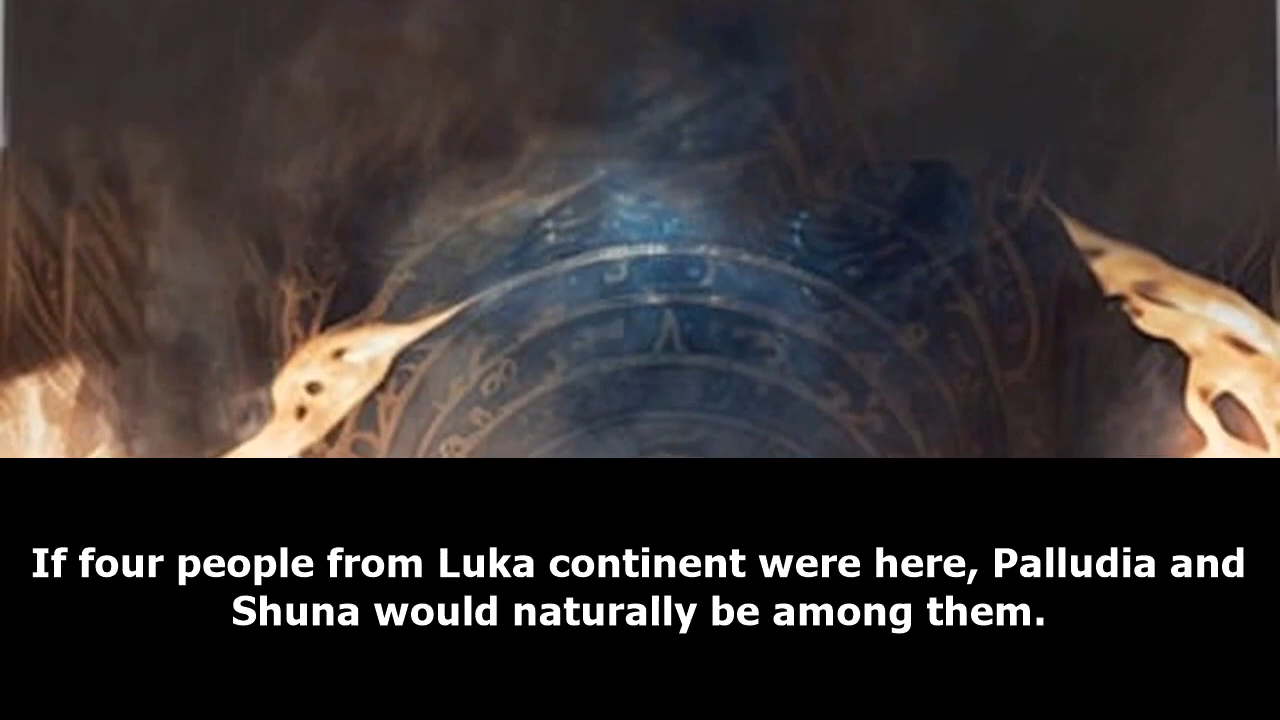 If four people from Luka continent were here, Palludia and
Shuna would naturally be among them.